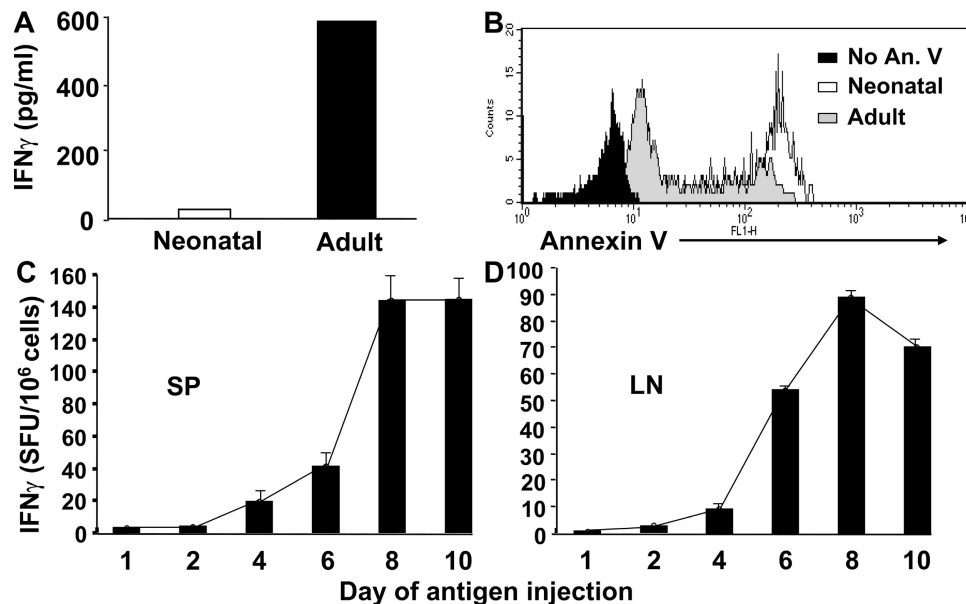 A
IFNγ (pg/ml)
600
400
200
0
Neonatal
Adult
B
Counts
20
15
10
5
0
No An. V
Neonatal
Adult
10⁰
10¹
10²
10³
FL1-H
Annexin V
C
IFNγ (SFU/10⁶ cells)
160
140
120
100
80
60
40
20
0
SP
1 2 4 6 8 10
D
100
90
80
70
60
50
40
30
20
10
0
LN
1 2 4 6 8 10
Day of antigen injection